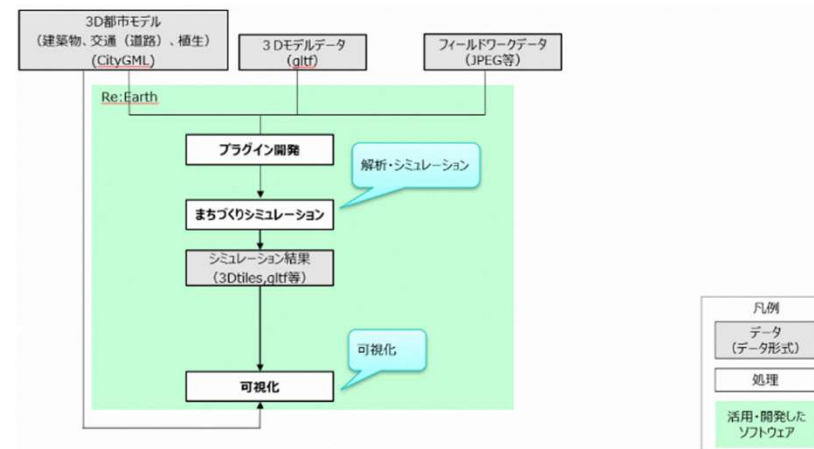 3D都市モデル
（建築物、交通（道路）、植生）
(CityGML)
３Dモデルデータ
（gltf）
フィールドワークデータ
（JPEG等）
Re:Earth
プラグイン開発
解析・シミュレーション
まちづくりシミュレーション
シミュレーション結果
（3Dtiles,gltf等）
可視化
可視化
凡例
データ
（データ形式）
処理
活用・開発した
ソフトウェア